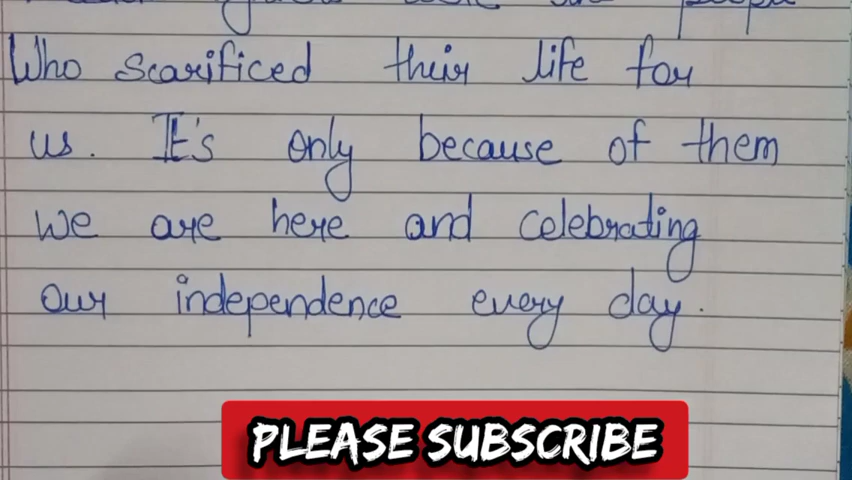 Who scarificed their life for
us. It's only because of them
we are here and celebrating
our independence every day.
PLEASE SUBSCRIBE